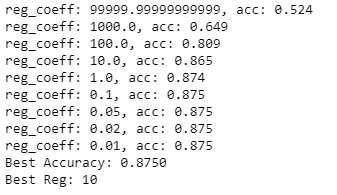 reg_coeff: 99999.99999999999, acc: 0.524
reg_coeff: 1000.0, acc: 0.649
reg_coeff: 100.0, acc: 0.809
reg_coeff: 10.0, acc: 0.865
reg_coeff: 1.0, acc: 0.874
reg_coeff: 0.1, acc: 0.875
reg_coeff: 0.05, acc: 0.875
reg_coeff: 0.02, acc: 0.875
reg_coeff: 0.01, acc: 0.875
Best Accuracy: 0.8750
Best Reg: 10